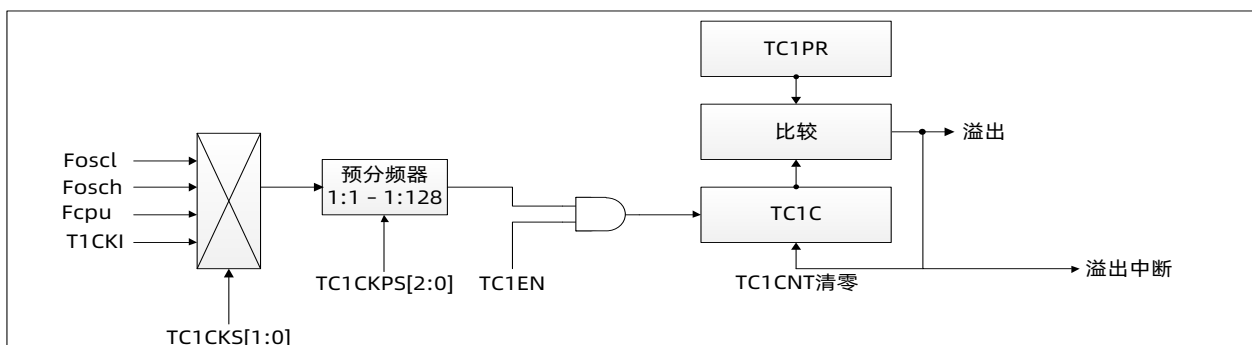 TC1PR
比较
溢出
Foscl
Fosch
Fcpu
T1CKI
预分频器
1:1 – 1:128
TC1C
TC1CKPS[2:0]
TC1EN
TC1CNT清零
溢出中断
TC1CKS[1:0]